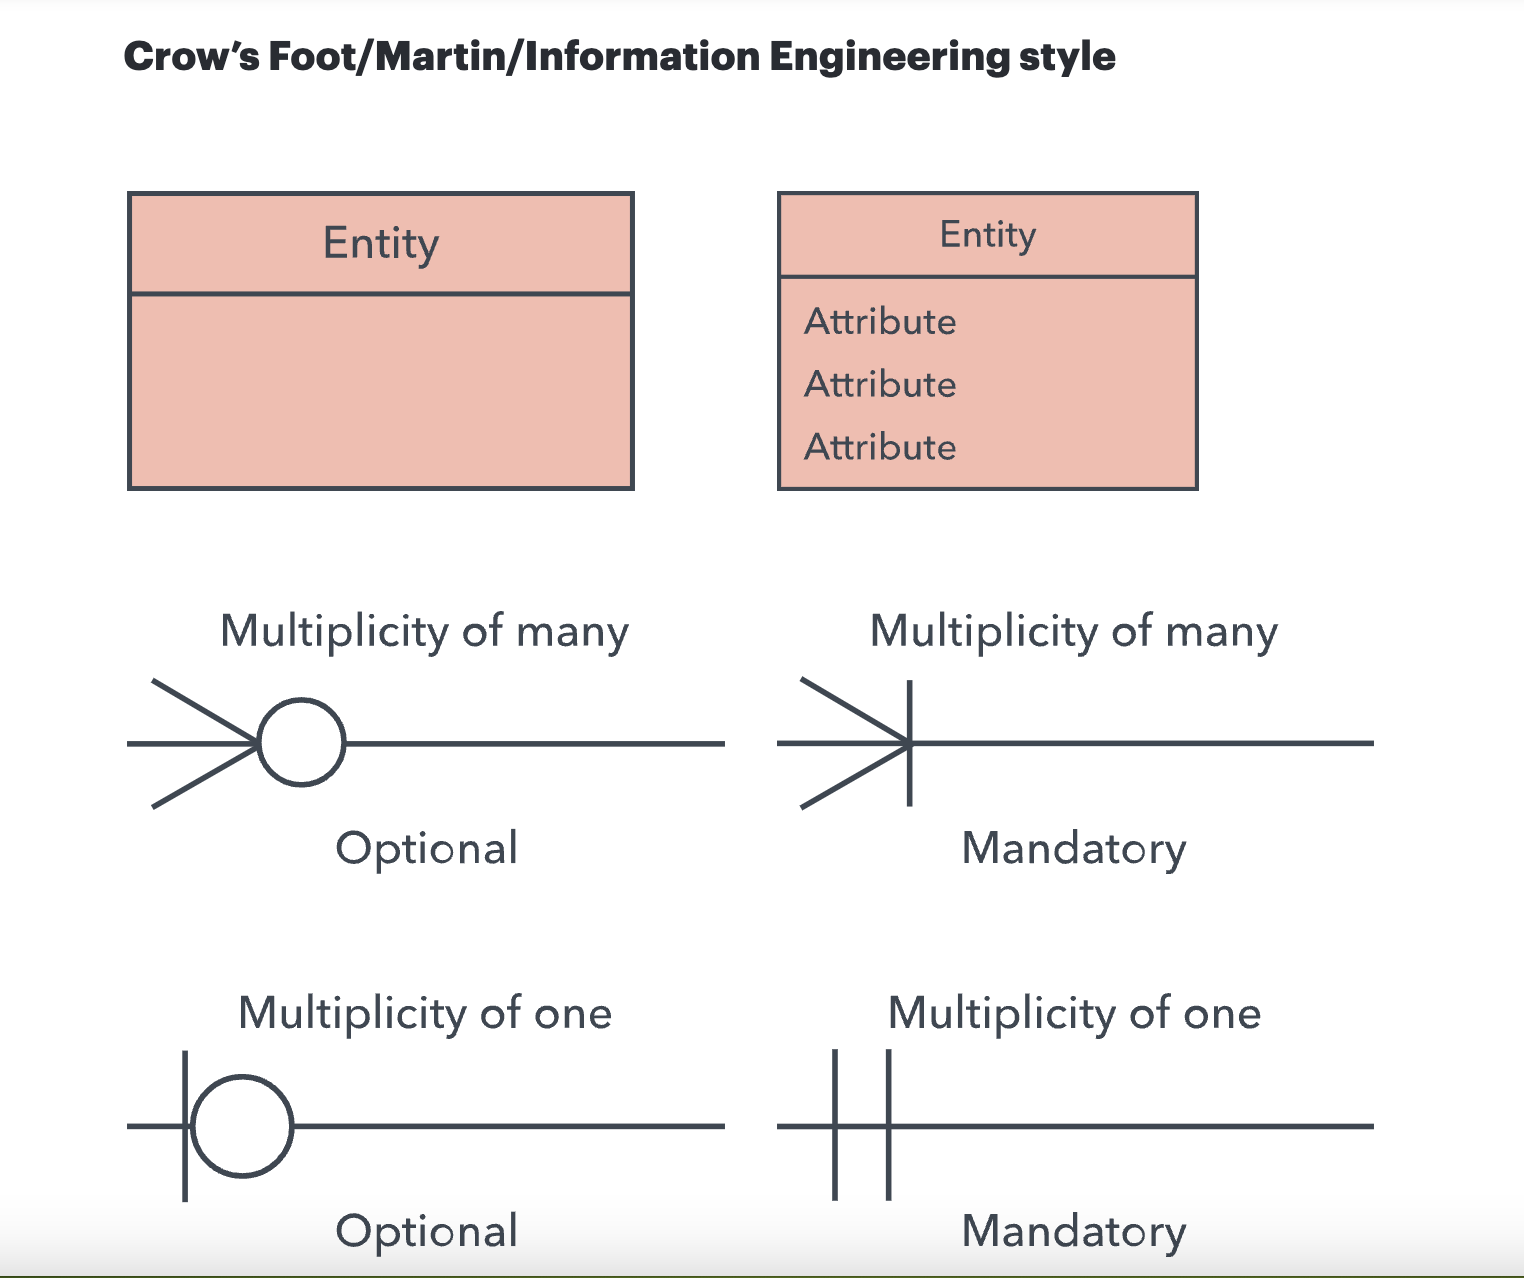 Crow’s Foot/Martin/Information Engineering style
Entity
Entity
Attribute
Attribute
Attribute
Multiplicity of many
Multiplicity of many
Optional
Mandatory
Multiplicity of one
Multiplicity of one
Optional
Mandatory